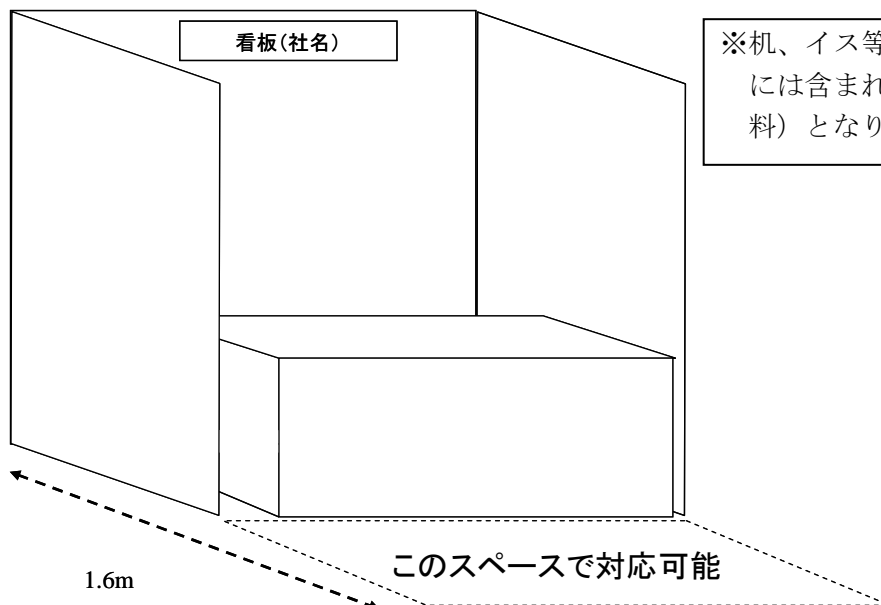 看板(社名)
※机、イス等
には含まれ
料）となり
このスペースで対応可能
1.6m